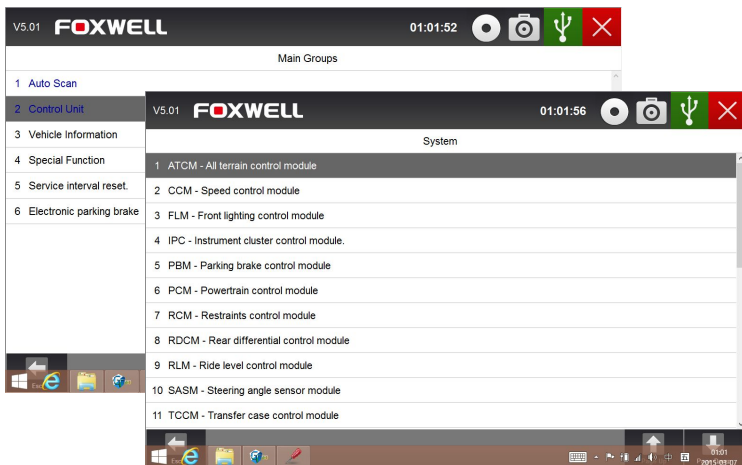 V5.01 FOXWELL 01:01:52
Main Groups
1 Auto Scan
2 Control Unit
3 Vehicle Information
4 Special Function
5 Service interval reset.
6 Electronic parking brake
V5.01 FOXWELL 01:01:56
System
1 ATCM - All terrain control module
2 CCM - Speed control module
3 FLM - Front lighting control module
4 IPC - Instrument cluster control module.
5 PBM - Parking brake control module
6 PCM - Powertrain control module
7 RCM - Restraints control module
8 RDCM - Rear differential control module
9 RLM - Ride level control module
10 SASM - Steering angle sensor module
11 TCCM - Transfer case control module
中
01:01
2015-03-07